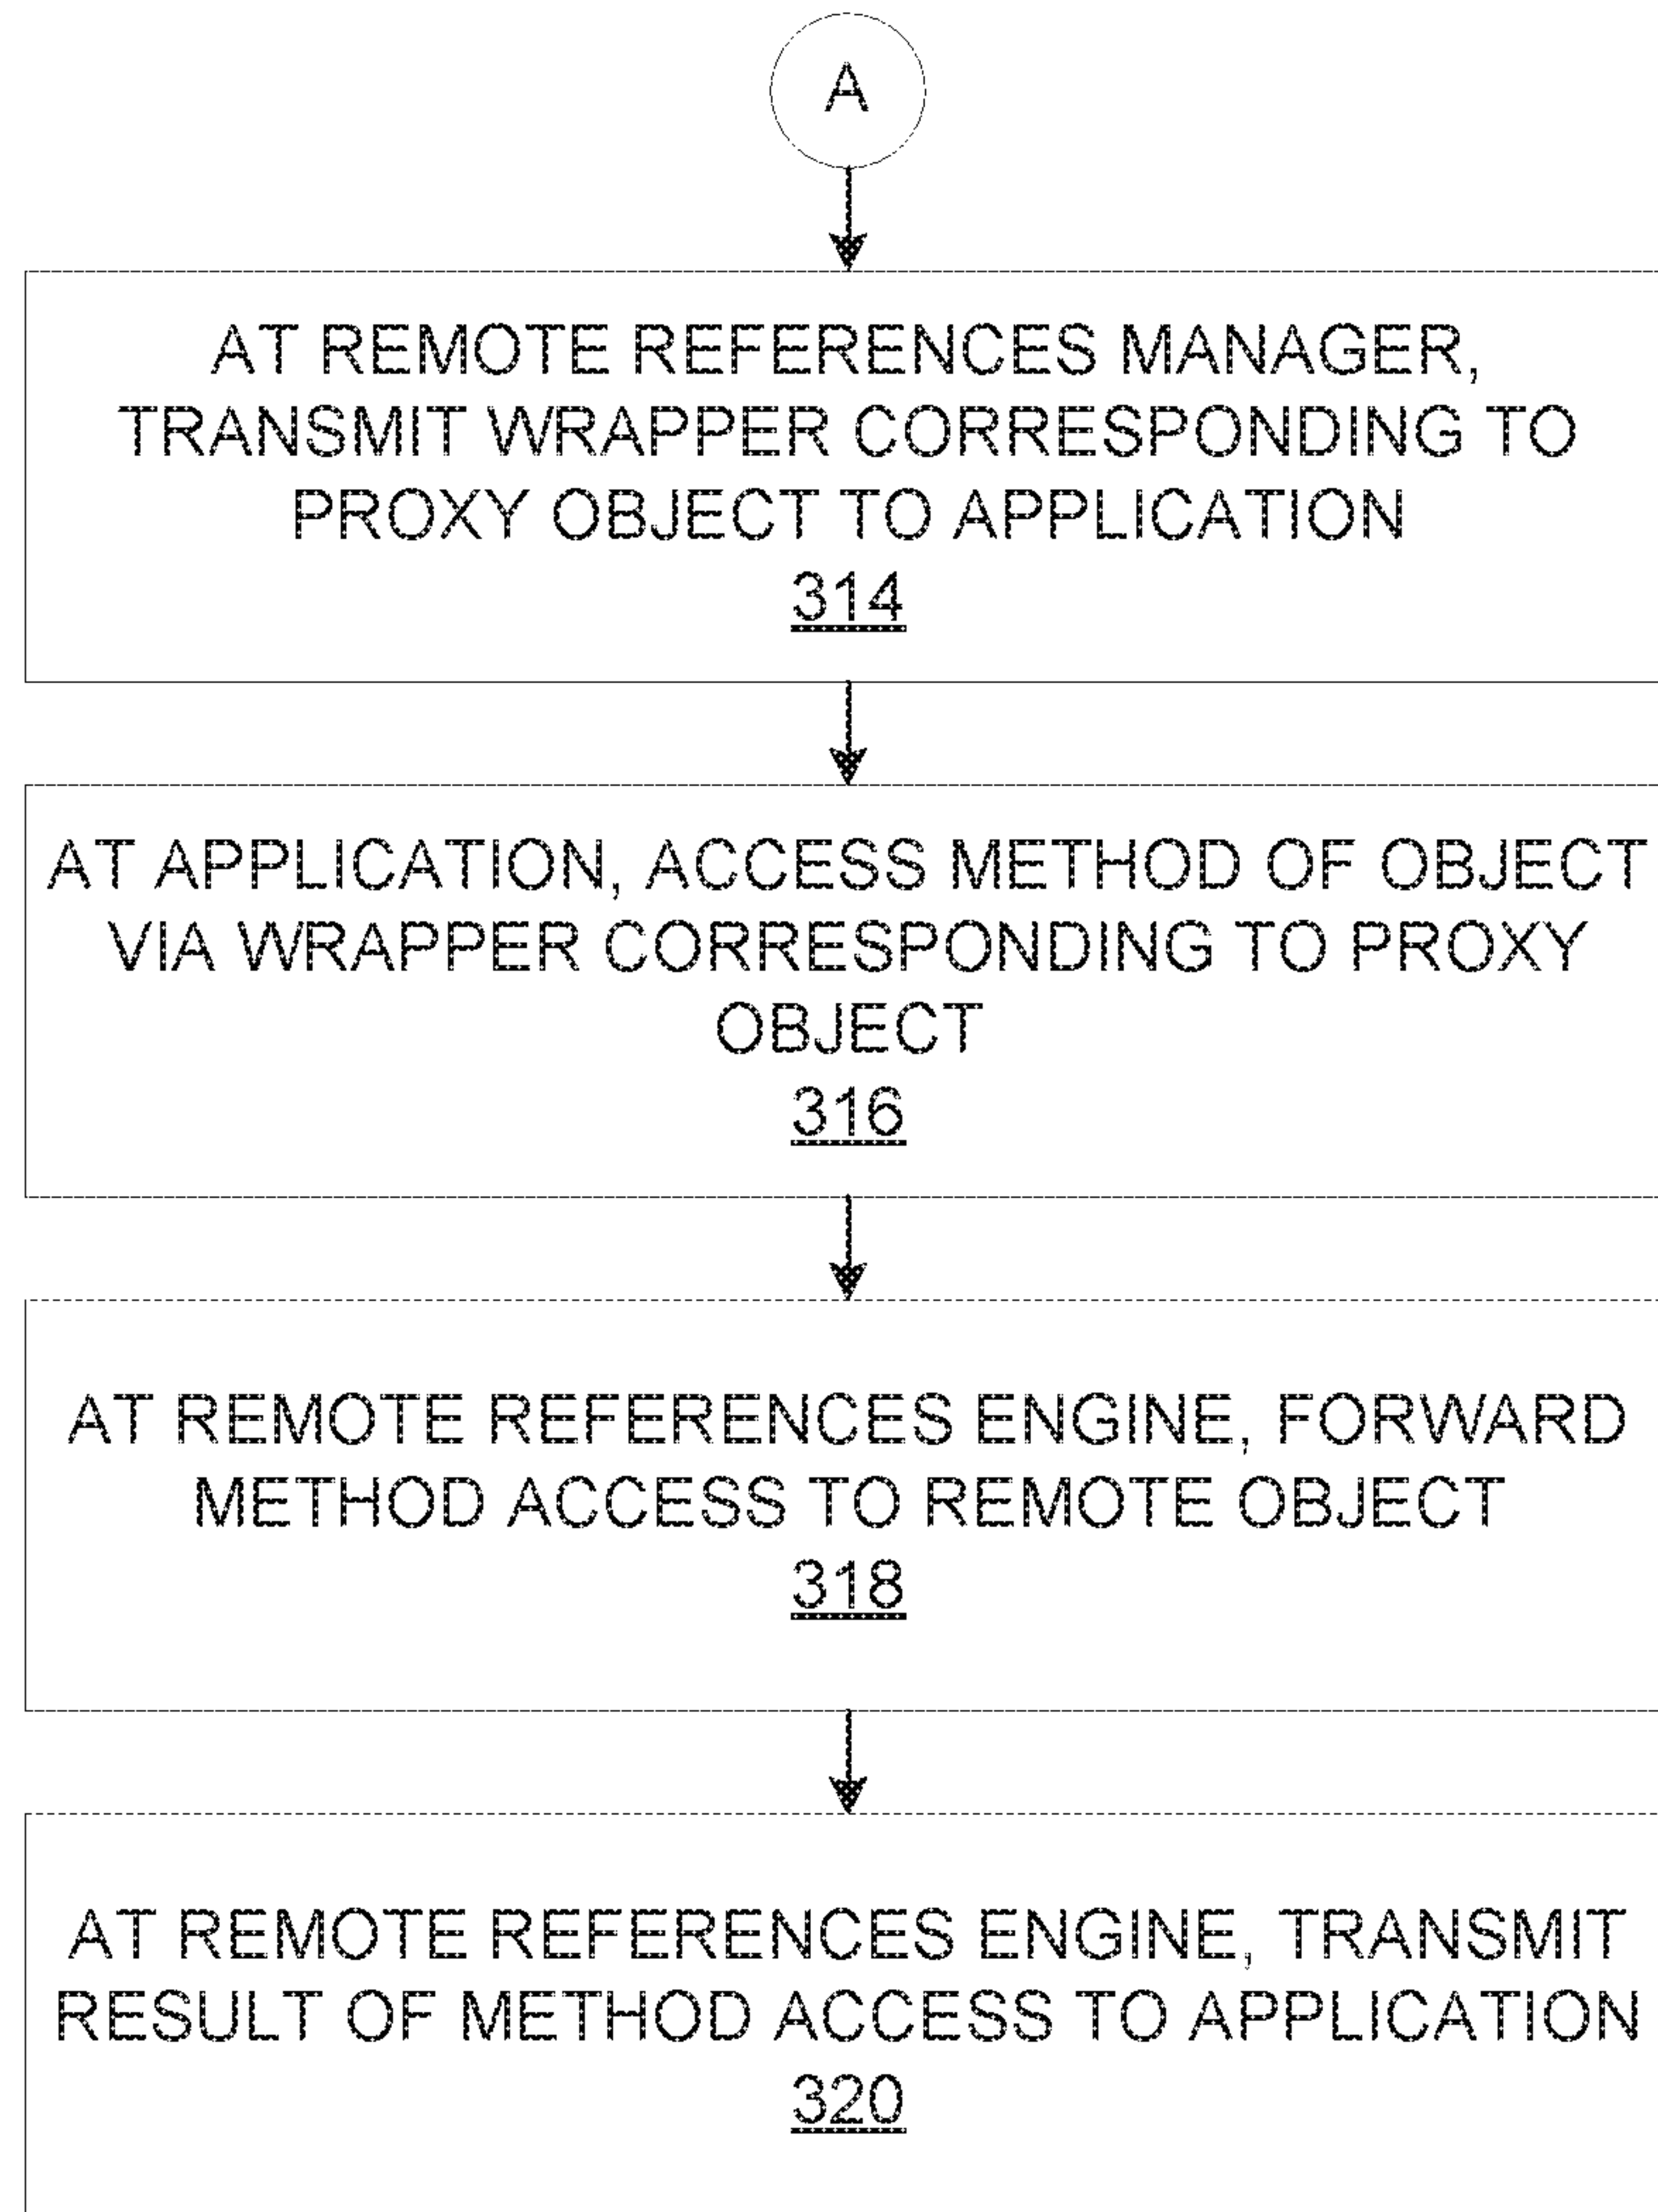 A
AT REMOTE REFERENCES MANAGER,
TRANSMIT WRAPPER CORRESPONDING TO
PROXY OBJECT TO APPLICATION
314
AT APPLICATION, ACCESS METHOD OF OBJECT
VIA WRAPPER CORRESPONDING TO PROXY
OBJECT
316
AT REMOTE REFERENCES ENGINE, FORWARD
METHOD ACCESS TO REMOTE OBJECT
318
AT REMOTE REFERENCES ENGINE, TRANSMIT
RESULT OF METHOD ACCESS TO APPLICATION
320